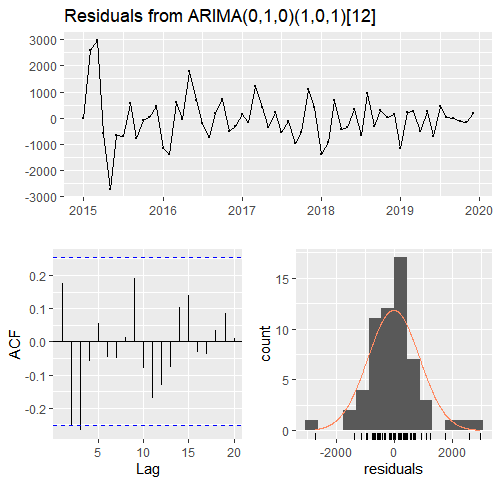 Residuals from ARIMA(0,1,0)(1,0,1)[12]
3000
2000
1000
0
-1000
-2000
-3000
2015 2016 2017 2018 2019 2020
ACF
0.2
0.1
0.0
-0.1
-0.2
5 10 15 20
Lag
count
15
10
5
0
-2000 0 2000
residuals